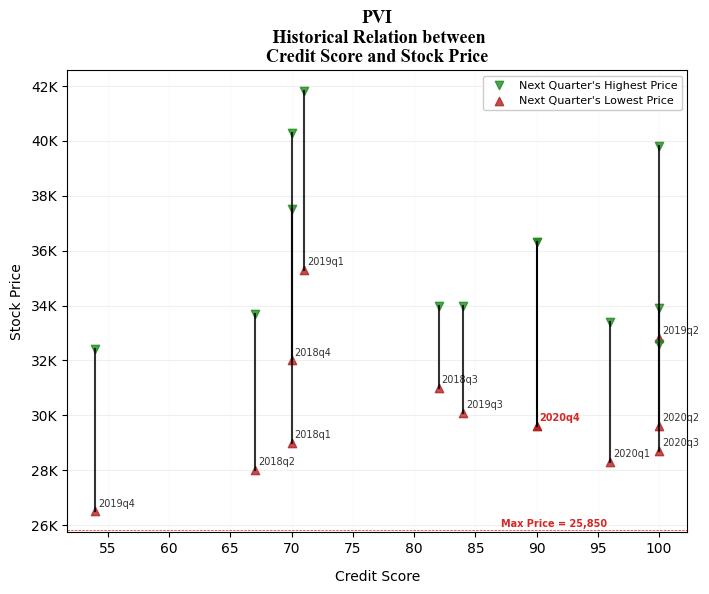 PVI
Historical Relation between
Credit Score and Stock Price
Next Quarter's Highest Price
Next Quarter's Lowest Price
Stock Price
42K
40K
38K
36K
34K
32K
30K
28K
26K
2019q1
2019q2
2018q4
2018q3
2019q3
2020q4
2020q2
2018q1
2020q3
2020q1
2018q2
2019q4
Max Price = 25,850
55
60
65
70
75
80
85
90
95
100
Credit Score